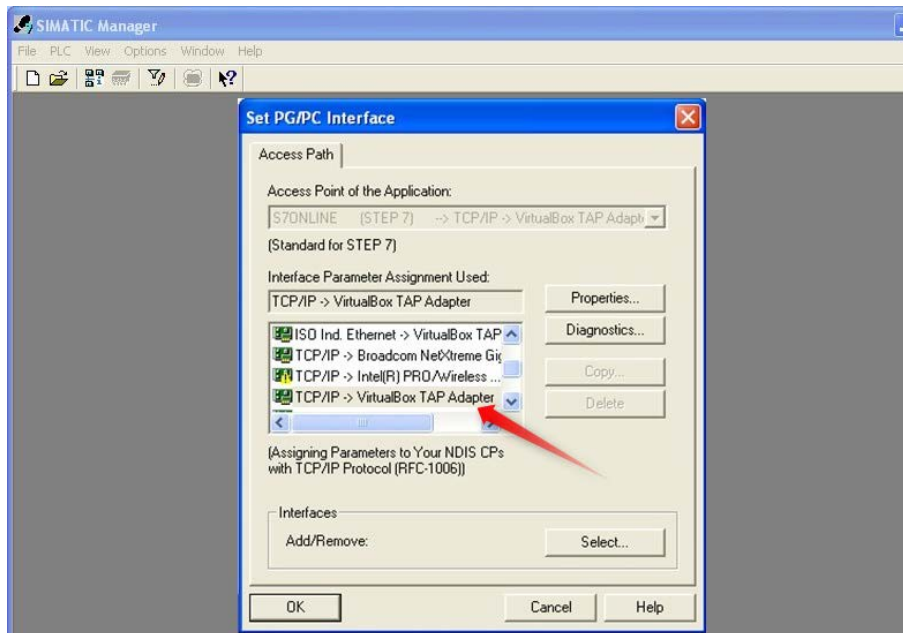 SIMATIC Manager
File PLC View Options Window Help
Set PG/PC Interface
Access Path
Access Point of the Application:
S7ONLINE (STEP 7) --> TCP/IP -> VirtualBox TAP Adapt
(Standard for STEP 7)
Interface Parameter Assignment Used:
TCP/IP -> VirtualBox TAP Adapter
Properties...
ISO Ind. Ethernet -> VirtualBox TAP
Diagnostics...
TCP/IP -> Broadcom NetXtreme Gig
TCP/IP -> Intel(R) PRO/Wireless ...
Copy...
TCP/IP -> VirtualBox TAP Adapter
Delete
(Assigning Parameters to Your NDIS CPs
with TCP/IP Protocol (RFC-1006))
Interfaces
Add/Remove:
Select...
OK
Cancel
Help